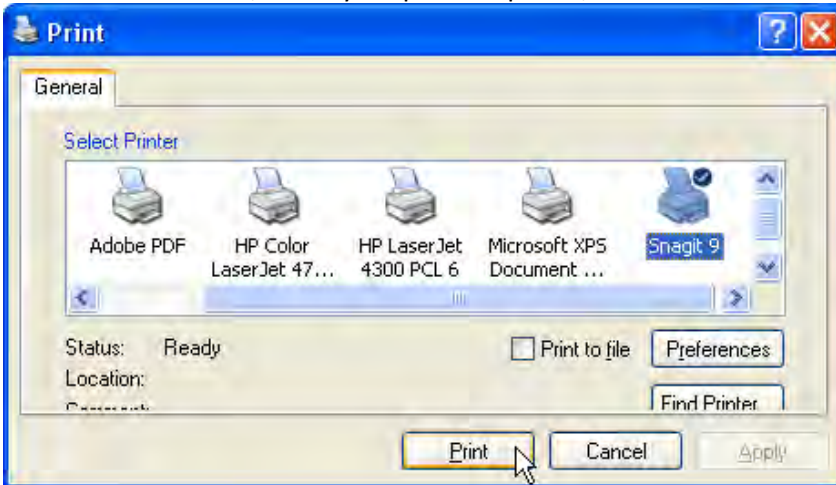 Print
General
Select Printer
Adobe PDF
HP Color
LaserJet 47...
HP LaserJet
4300 PCL 6
Microsoft XPS
Document ...
Snagit 9
Status: Ready
Print to file
Preferences
Location:
Find Printer
Print
Cancel
Apply